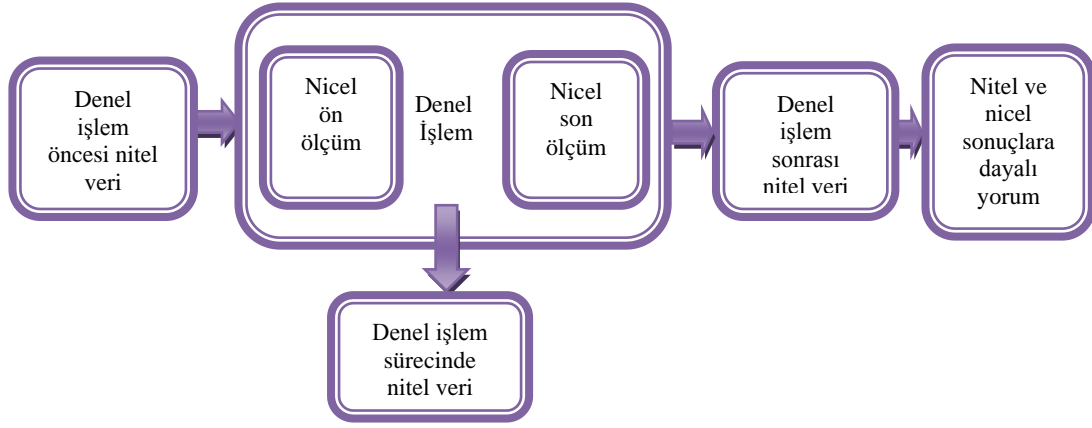 Denel
işlem
öncesi nitel
veri
Nicel
ön
ölçüm
Denel
İşlem
Nicel
son
ölçüm
Denel
işlem
sonrası
nitel veri
Nitel ve
nicel
sonuçlara
dayalı
yorum
Denel işlem
sürecinde
nitel veri